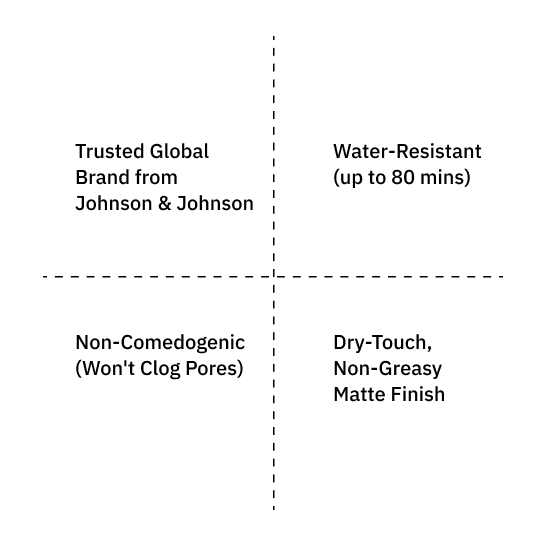 Trusted Global
Brand from
Johnson & Johnson
Water-Resistant
(up to 80 mins)
Non-Comedogenic
(Won't Clog Pores)
Dry-Touch,
Non-Greasy
Matte Finish